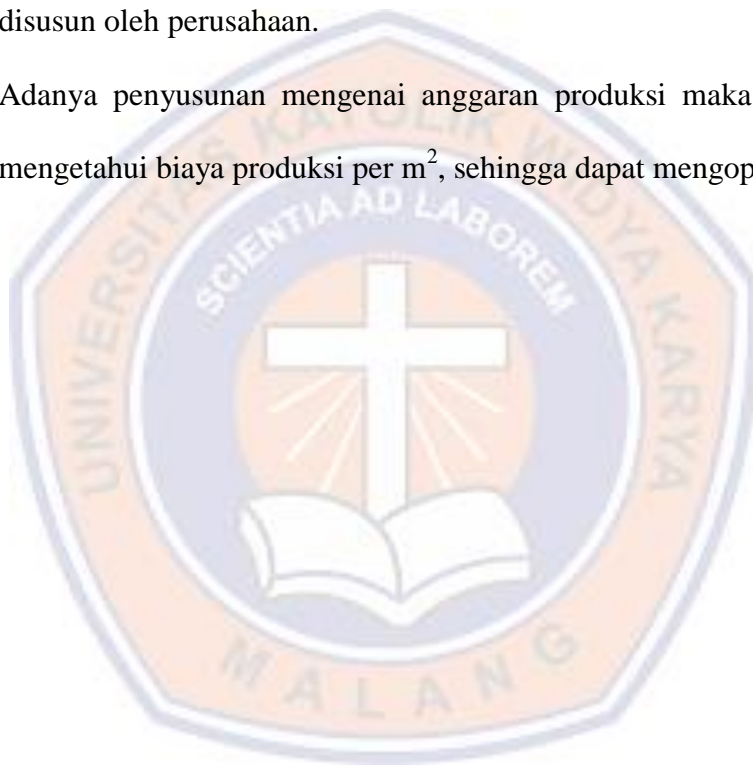 disusun oleh perusahaan.
Adanya penyusunan mengenai anggaran produksi maka
mengetahui biaya produksi per m², sehingga dapat mengop
UNIVERSITAS KATOLIK WIDYA KARYA
SCIENTIA AD LABOREM
MALANG